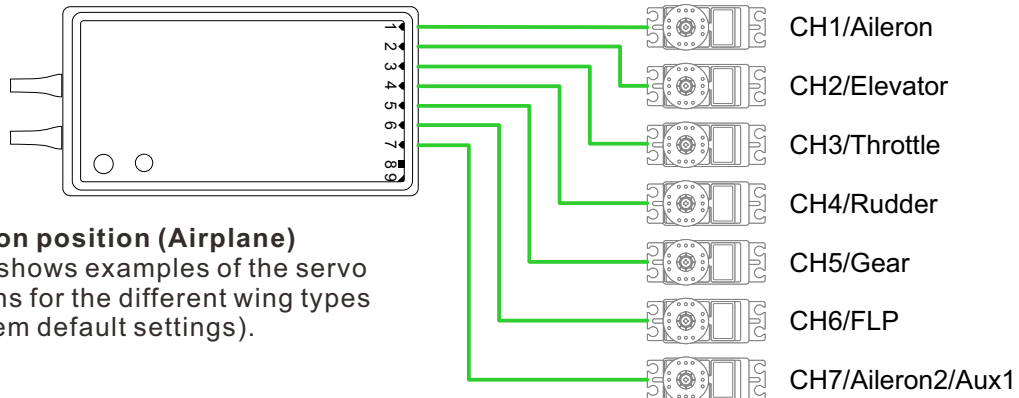 1
2
3
4
5
6
7
8
9
CH1/Aileron
CH2/Elevator
CH3/Throttle
CH4/Rudder
CH5/Gear
CH6/FLP
CH7/Aileron2/Aux1
on position (Airplane)
shows examples of the servo
ns for the different wing types
em default settings).